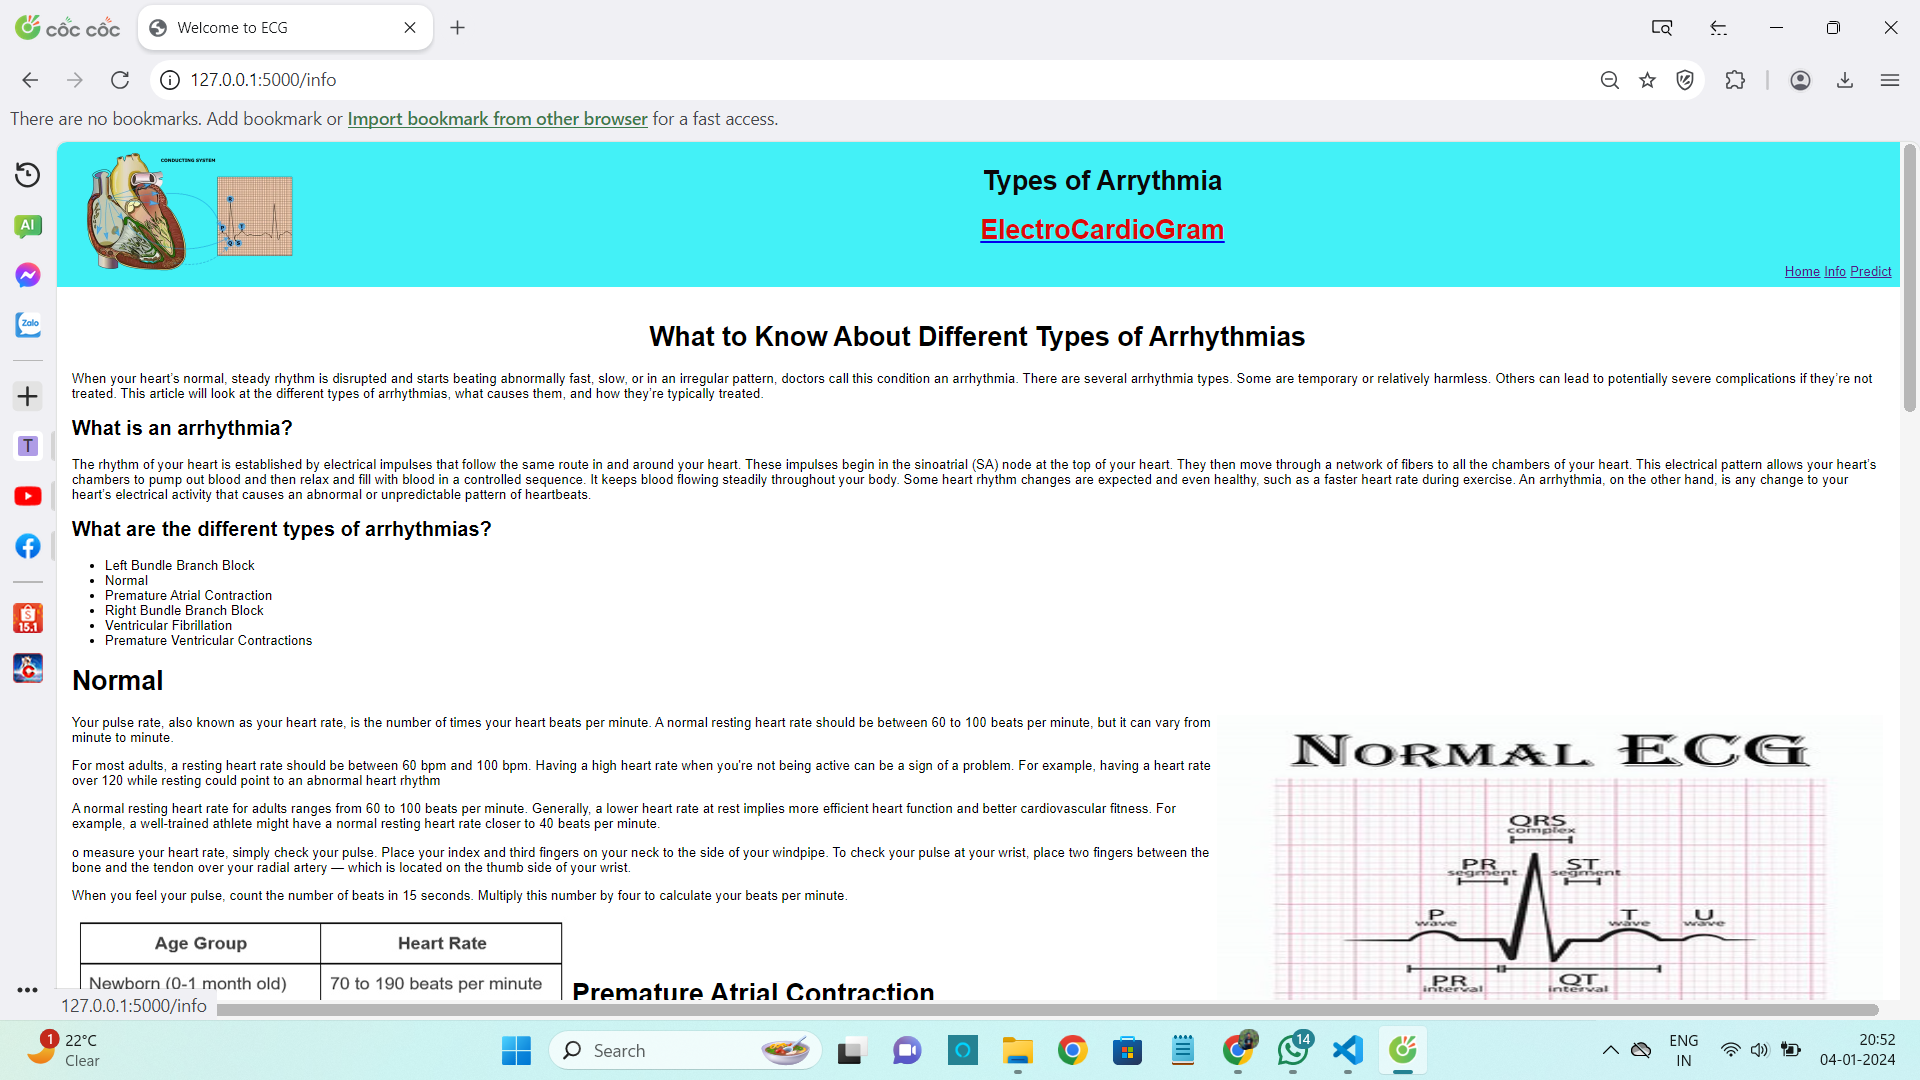 cốc cốc
Welcome to ECG
127.0.0.1:5000/info
There are no bookmarks. Add bookmark or Import bookmark from other browser for a fast access.
CONDUCTING SYSTEM
R
P
T
Q
S
Types of Arrythmia
ElectroCardioGram
Home Info Predict
AI
Zalo
T
15.1
What to Know About Different Types of Arrhythmias
When your heart's normal, steady rhythm is disrupted and starts beating abnormally fast, slow, or in an irregular pattern, doctors call this condition an arrhythmia. There are several arrhythmia types. Some are temporary or relatively harmless. Others can lead to potentially severe complications if they're not
treated. This article will look at the different types of arrhythmias, what causes them, and how they're typically treated.
What is an arrhythmia?
The rhythm of your heart is established by electrical impulses that follow the same route in and around your heart. These impulses begin in the sinoatrial (SA) node at the top of your heart. They then move through a network of fibers to all the chambers of your heart. This electrical pattern allows your heart's
chambers to pump out blood and then relax and fill with blood in a controlled sequence. It keeps blood flowing steadily throughout your body. Some heart rhythm changes are expected and even healthy, such as a faster heart rate during exercise. An arrhythmia, on the other hand, is any change to your
heart's electrical activity that causes an abnormal or unpredictable pattern of heartbeats.
What are the different types of arrhythmias?
• Left Bundle Branch Block
• Normal
• Premature Atrial Contraction
• Right Bundle Branch Block
• Ventricular Fibrillation
• Premature Ventricular Contractions
Normal
Your pulse rate, also known as your heart rate, is the number of times your heart beats per minute. A normal resting heart rate should be between 60 to 100 beats per minute, but it can vary from
minute to minute.
For most adults, a resting heart rate should be between 60 bpm and 100 bpm. Having a high heart rate when you're not being active can be a sign of a problem. For example, having a heart rate
over 120 while resting could point to an abnormal heart rhythm
A normal resting heart rate for adults ranges from 60 to 100 beats per minute. Generally, a lower heart rate at rest implies more efficient heart function and better cardiovascular fitness. For
example, a well-trained athlete might have a normal resting heart rate closer to 40 beats per minute.
o measure your heart rate, simply check your pulse. Place your index and third fingers on your neck to the side of your windpipe. To check your pulse at your wrist, place two fingers between the
bone and the tendon over your radial artery — which is located on the thumb side of your wrist.
When you feel your pulse, count the number of beats in 15 seconds. Multiply this number by four to calculate your beats per minute.
NORMAL ECG
QRS
complex
PR
segment
ST
segment
P
wave
T
wave
U
wave
PR
interval
QT
interval
Age Group Heart Rate
Newborn (0-1 month old) 70 to 190 beats per minute
Premature Atrial Contraction
127.0.0.1:5000/info
1
22°C
Clear
Search
14
ENG
IN
20:52
04-01-2024